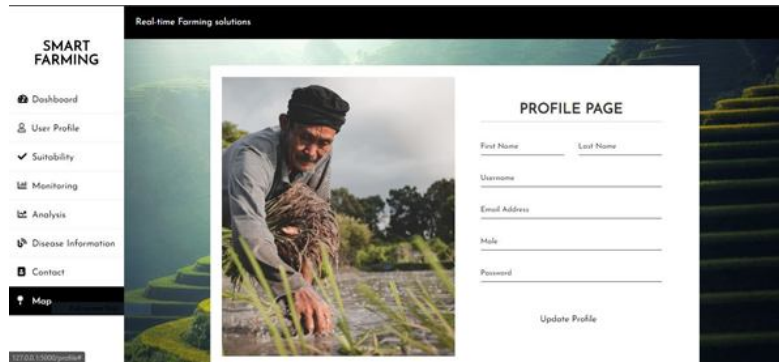 Real-time Farming solutions
SMART
FARMING
Dashboard
User Profile
Suitability
Monitoring
Analysis
Disease Information
Contact
Map
PROFILE PAGE
First Name
Last Name
Username
Email Address
Male
Password
Update Profile
127.0.0.1:5000/profile#